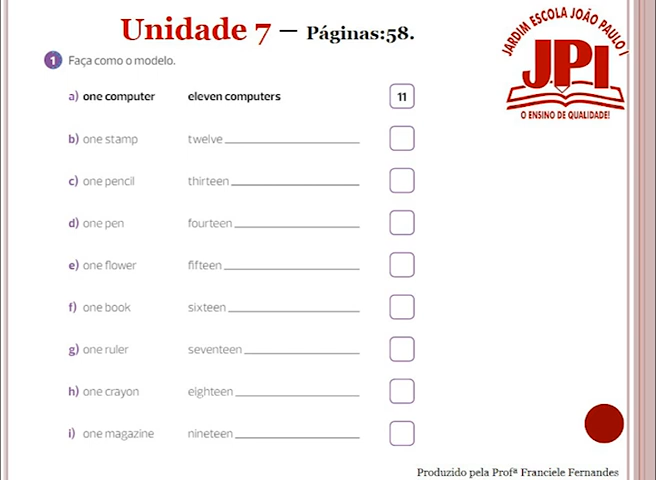 Unidade 7 – Páginas:58.
JARDIM ESCOLA JOÃO PAULO I
JPI
O ENSINO DE QUALIDADE!
1 Faça como o modelo.
a) one computer eleven computers 11
b) one stamp twelve
c) one pencil thirteen
d) one pen fourteen
e) one flower fifteen
f) one book sixteen
g) one ruler seventeen
h) one crayon eighteen
i) one magazine nineteen
Produzido pela Profª Franciele Fernandes